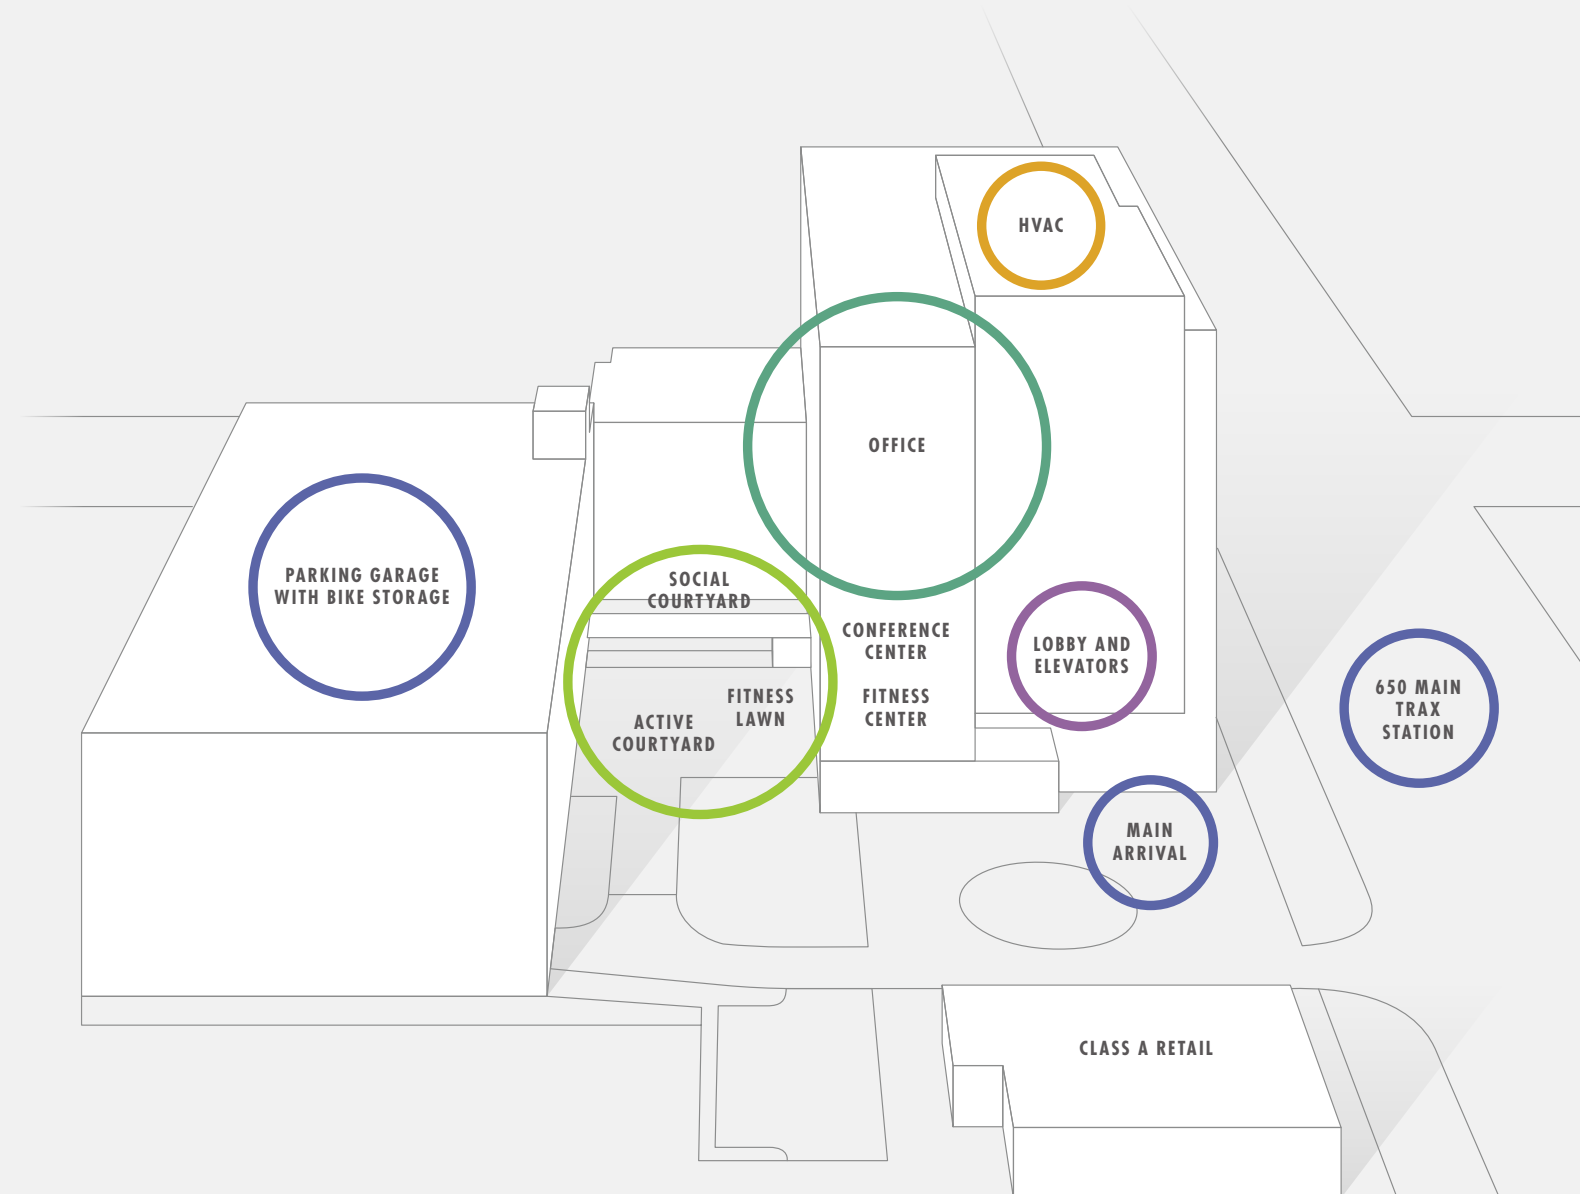 HVAC
OFFICE
PARKING GARAGE
WITH BIKE STORAGE
SOCIAL
COURTYARD
CONFERENCE
CENTER
LOBBY AND
ELEVATORS
FITNESS
LAWN
FITNESS
CENTER
ACTIVE
COURTYARD
650 MAIN
TRAX
STATION
MAIN
ARRIVAL
CLASS A RETAIL